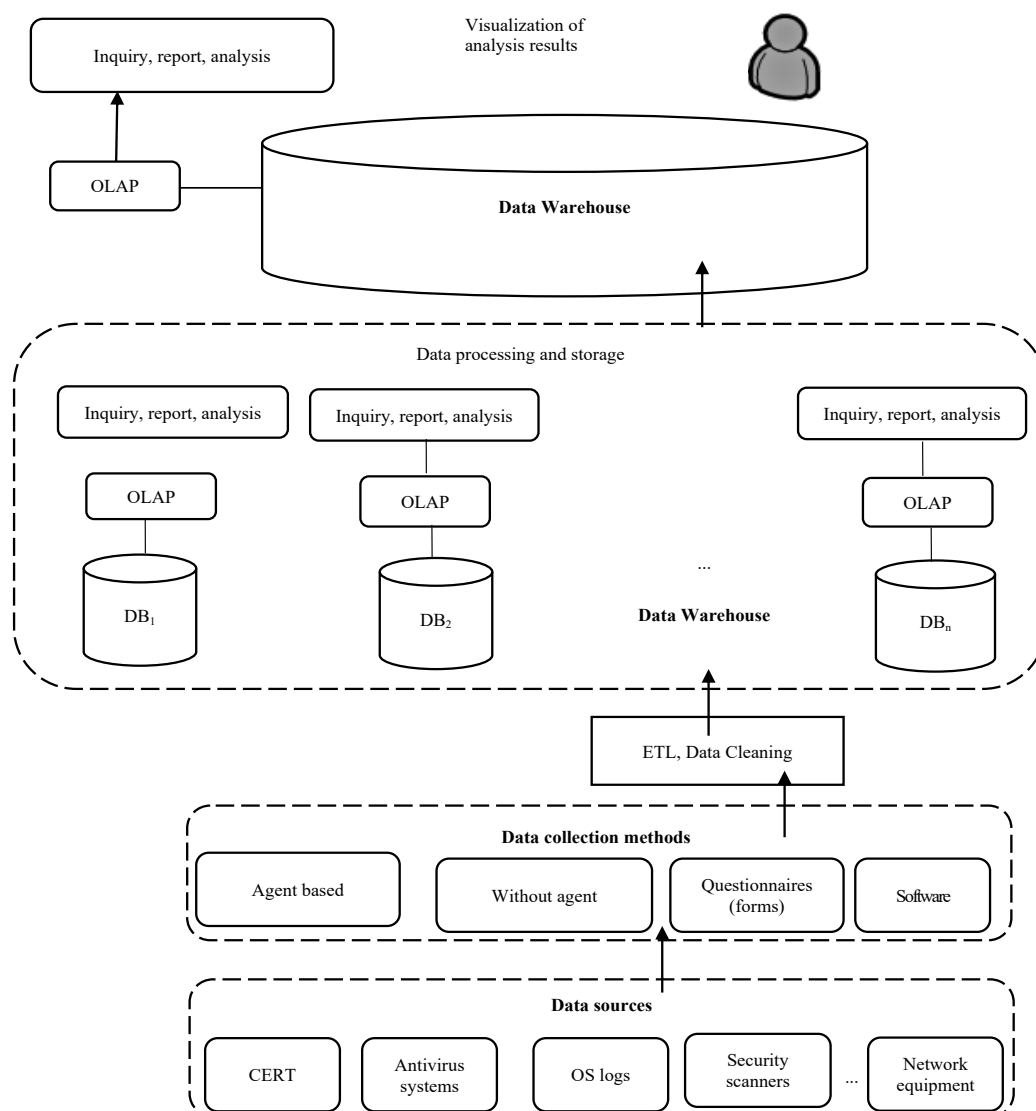 Visualization of
analysis results
Inquiry, report, analysis
OLAP
Data Warehouse
Data processing and storage
Inquiry, report, analysis
Inquiry, report, analysis
Inquiry, report, analysis
OLAP
OLAP
OLAP
...
DB₁
DB₂
Data Warehouse
DBₙ
ETL, Data Cleaning
Data collection methods
Agent based
Without agent
Questionnaires
(forms)
Software
Data sources
CERT
Antivirus
systems
OS logs
Security
scanners
...
Network
equipment